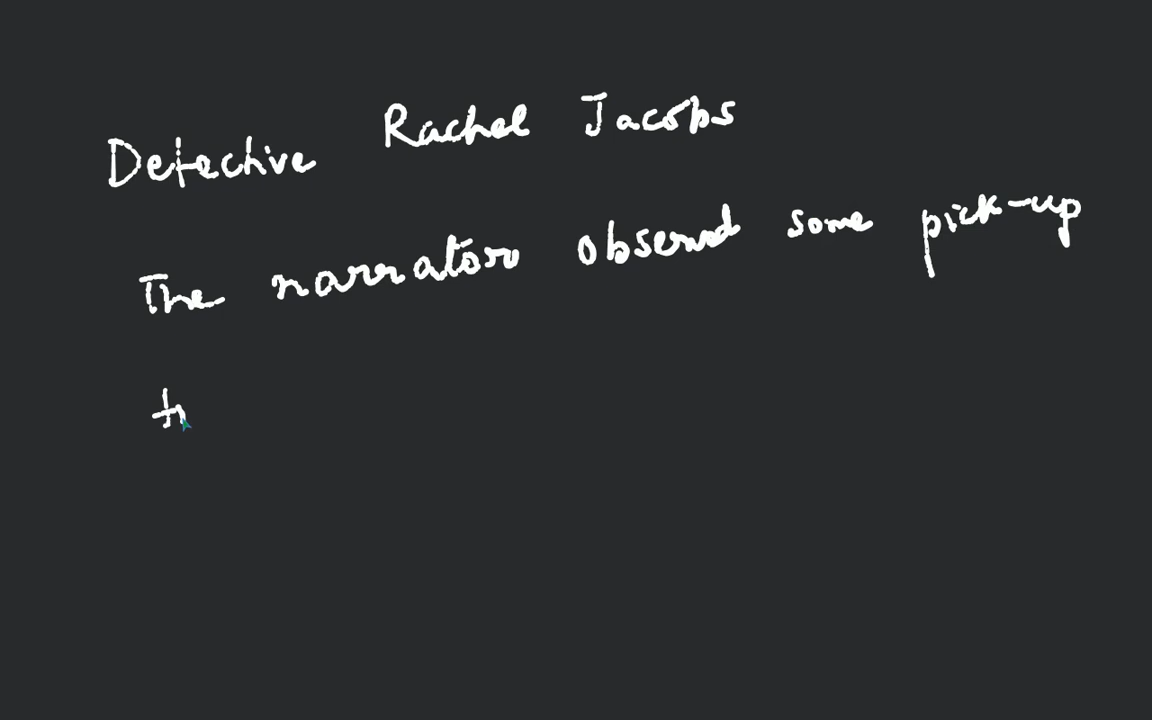 Detective Rachel Jacobs
The narrator observed some pick-up